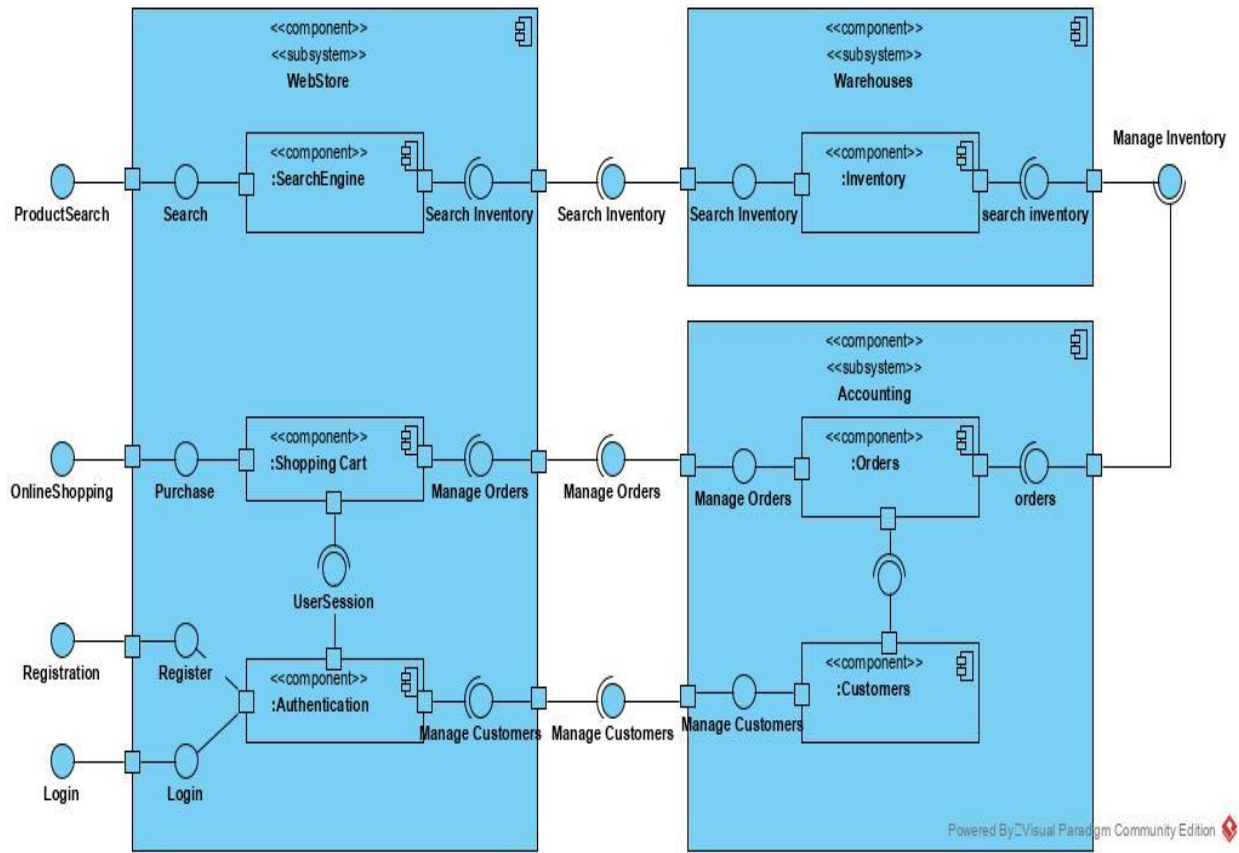 <<component>>
<<subsystem>>
WebStore
<<component>>
:SearchEngine
ProductSearch
Search
Search Inventory
Search Inventory
<<component>>
<<subsystem>>
Warehouses
<<component>>
:Inventory
Search Inventory
search inventory
Manage Inventory
<<component>>
:Shopping Cart
OnlineShopping
Purchase
Manage Orders
Manage Orders
UserSession
Registration
Register
<<component>>
:Authentication
Manage Customers
Manage Customers
Login
Login
<<component>>
<<subsystem>>
Accounting
<<component>>
:Orders
Manage Orders
orders
<<component>>
:Customers
Manage Customers
Powered By Visual Paradigm Community Edition